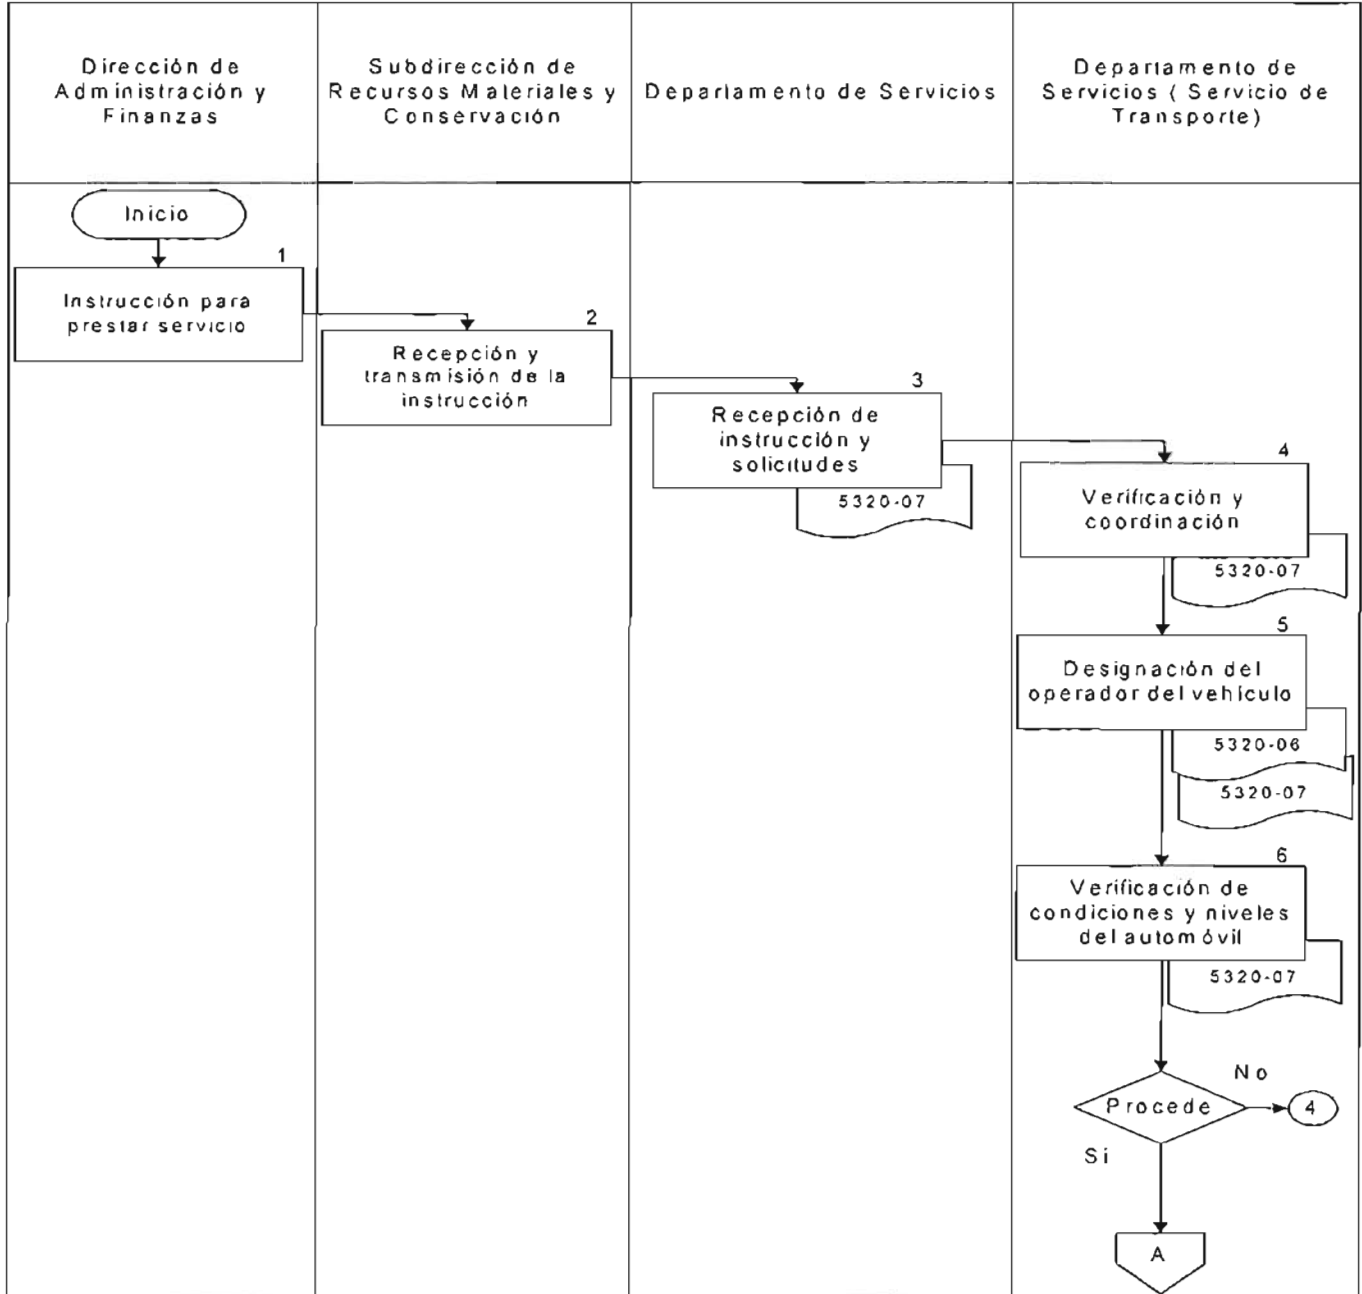 Dirección de
Administración y
Finanzas
Subdirección de
Recursos Materiales y
Conservación
Departamento de Servicios
Departamento de
Servicios ( Servicio de
Transporte)
Inicio
1
Instrucción para
prestar servicio
2
Recepción y
transmisión de la
instrucción
3
Recepción de
instrucción y
solicitudes
5320-07
4
Verificación y
coordinación
5320-07
5
Designación del
operador del vehículo
5320-06
5320-07
6
Verificación de
condiciones y niveles
del automóvil
5320-07
No
Procede
4
Si
A